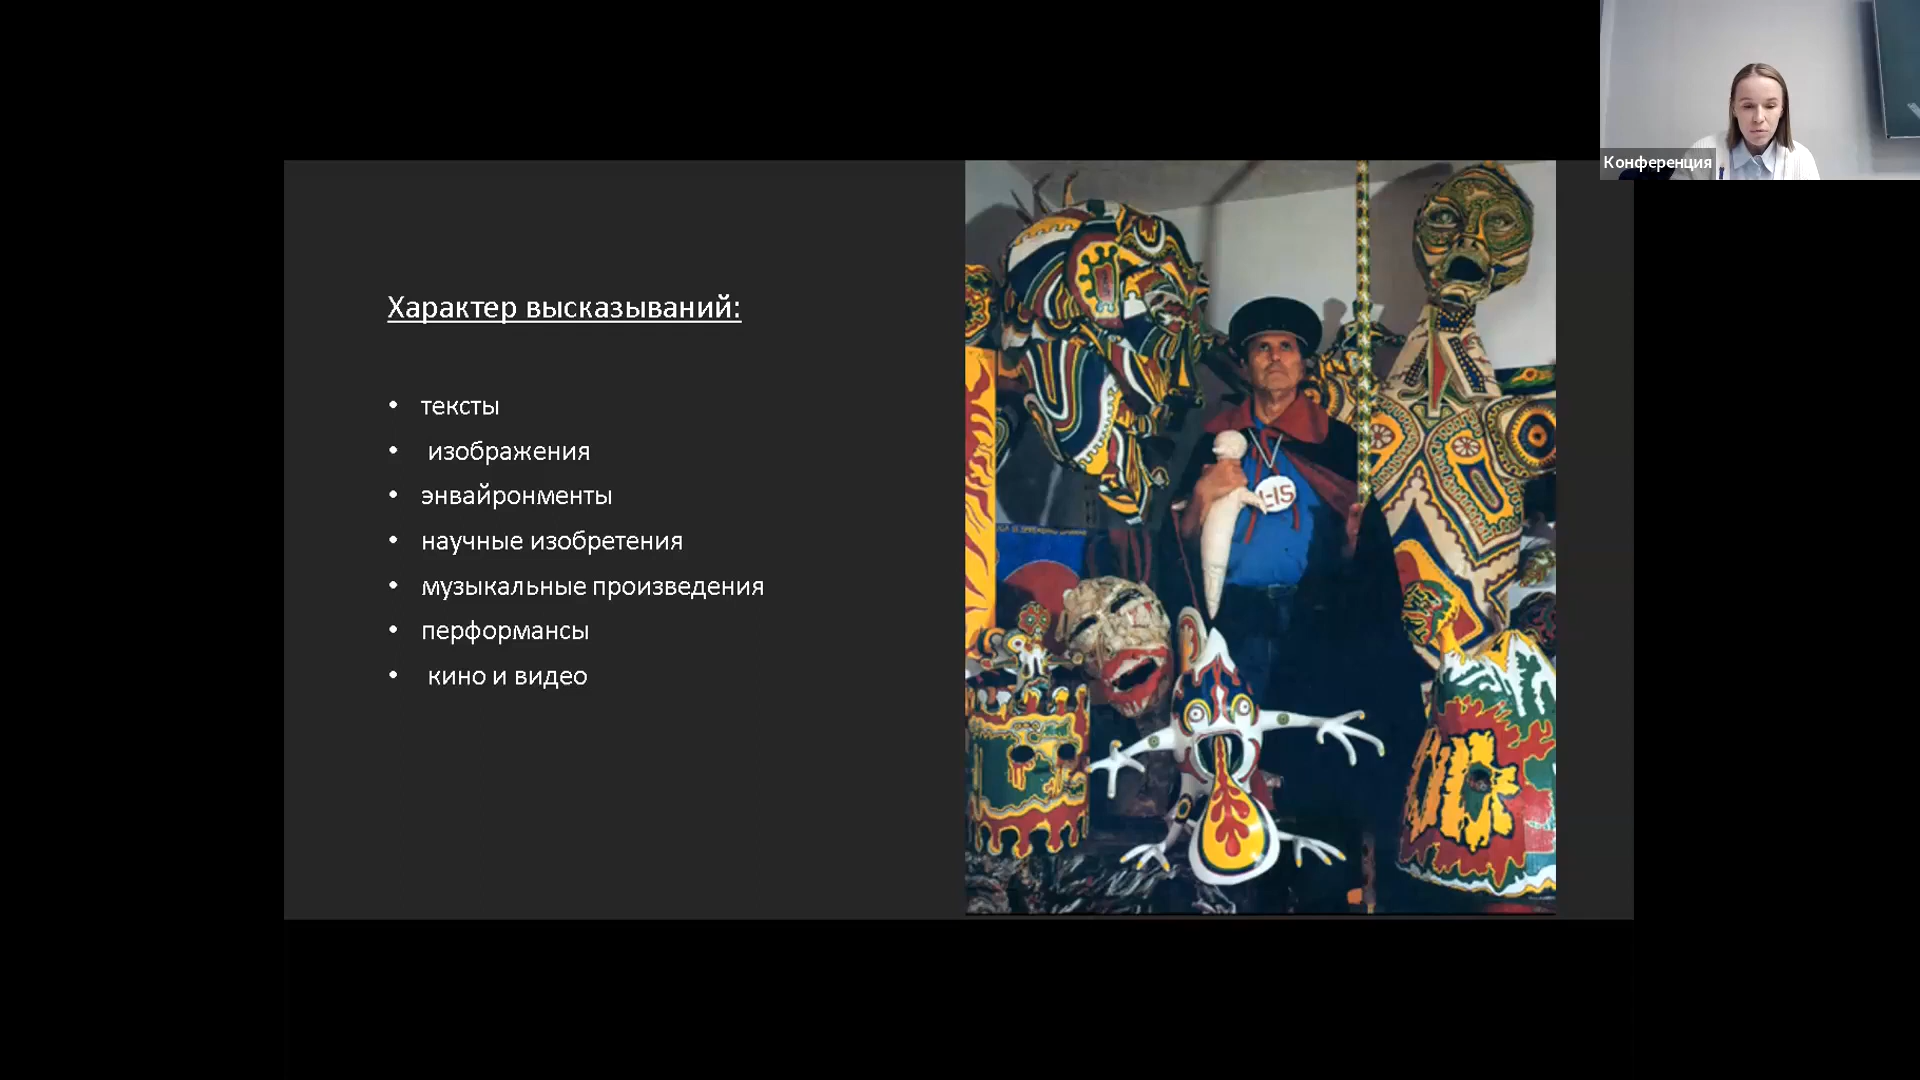 Конференция
Характер высказываний:
• тексты
• изображения
• энвайронменты
• научные изобретения
• музыкальные произведения
• перформансы
• кино и видео